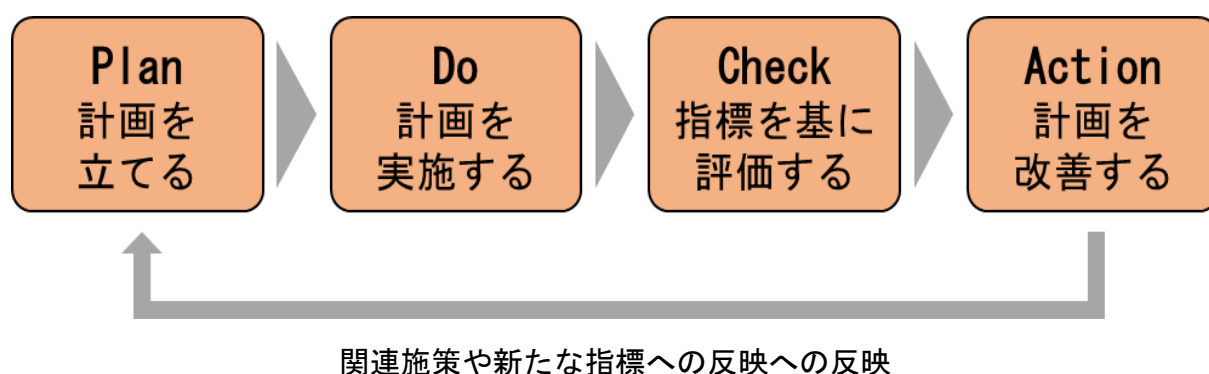 Plan
計画を
立てる
Do
計画を
実施する
Check
指標を基に
評価する
Action
計画を
改善する
関連施策や新たな指標への反映への反映